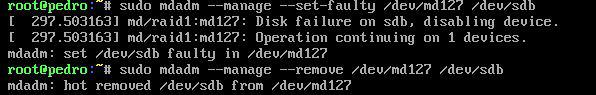 root@pedro:~# sudo mdadm --manage --set-faulty /dev/md127 /dev/sdb
[  297.503163] md/raid1:md127: Disk failure on sdb, disabling device.
[  297.503163] md/raid1:md127: Operation continuing on 1 devices.
mdadm: set /dev/sdb faulty in /dev/md127
root@pedro:~# sudo mdadm --manage --remove /dev/md127 /dev/sdb
mdadm: hot removed /dev/sdb from /dev/md127